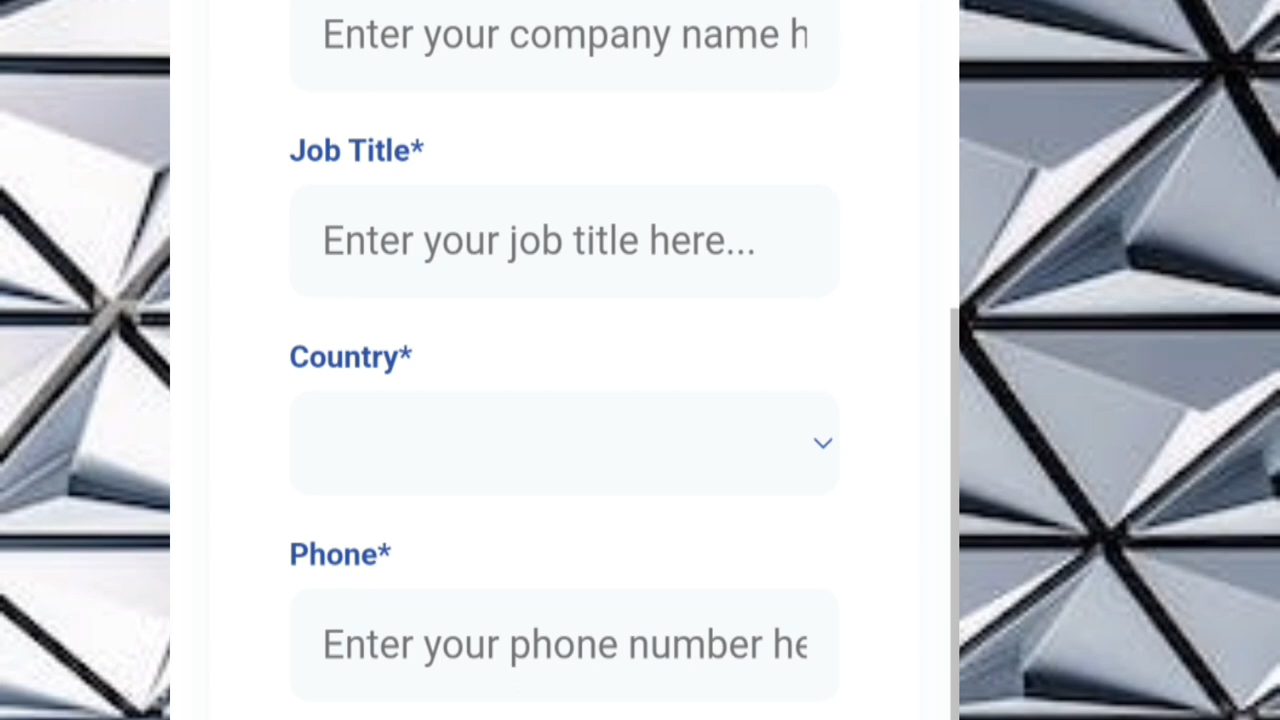 Enter your company name h
Job Title*
Enter your job title here...
Country*
Phone*
Enter your phone number he